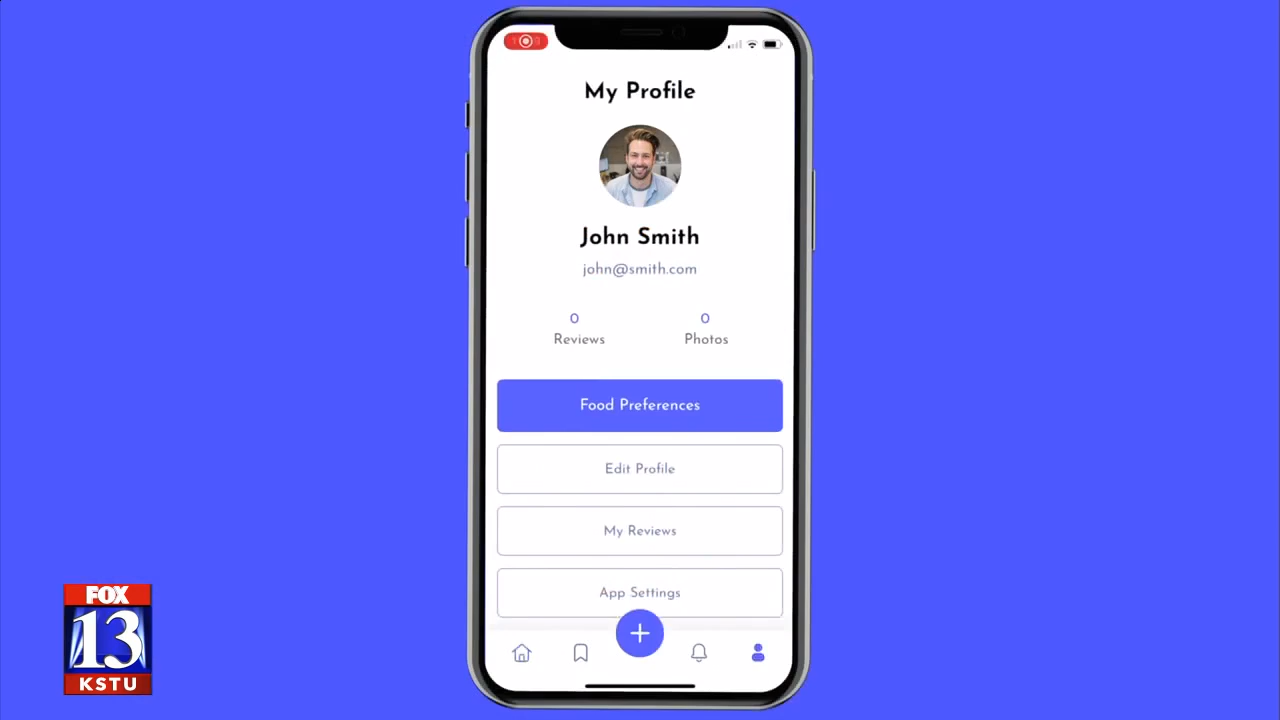 My Profile
John Smith
john@smith.com
0 0
Reviews Photos
Food Preferences
Edit Profile
My Reviews
App Settings
FOX
13
KSTU